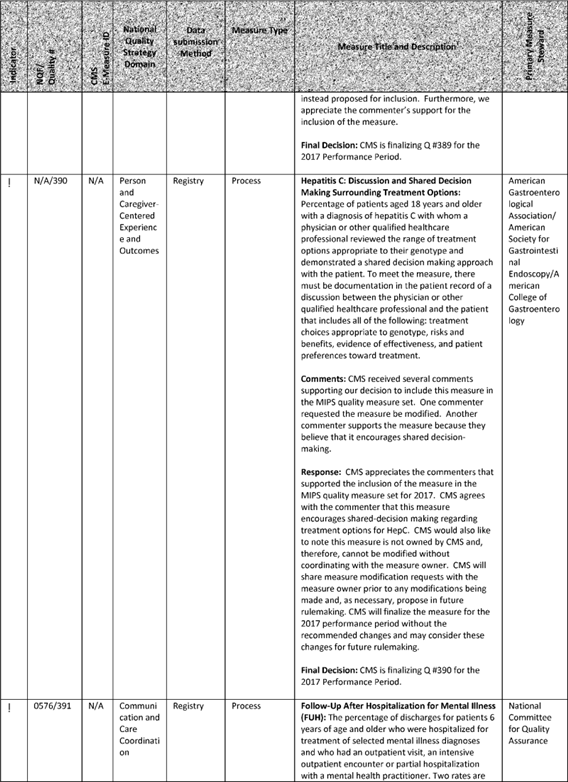 Indicator
NQF/
Quality #
CMS
E-Measure ID
National
Quality
Strategy
Domain
Data
submission
Method
Measure Type
Measure Title and Description
Primary Measure
Steward
instead proposed for inclusion. Furthermore, we
appreciate the commenter's support for the
inclusion of the measure.
Final Decision: CMS is finalizing Q #389 for the
2017 Performance Period.
!
N/A/390
N/A
Person
and
Caregiver-
Centered
Experienc
e and
Outcomes
Registry
Process
Hepatitis C: Discussion and Shared Decision
Making Surrounding Treatment Options:
Percentage of patients aged 18 years and older
with a diagnosis of hepatitis C with whom a
physician or other qualified healthcare
professional reviewed the range of treatment
options appropriate to their genotype and
demonstrated a shared decision making approach
with the patient. To meet the measure, there
must be documentation in the patient record of a
discussion between the physician or other
qualified healthcare professional and the patient
that includes all of the following: treatment
choices appropriate to genotype, risks and
benefits, evidence of effectiveness, and patient
preferences toward treatment.
Comments: CMS received several comments
supporting our decision to include this measure in
the MIPS quality measure set. One commenter
requested the measure be modified. Another
commenter supports the measure because they
believe that it encourages shared decision-
making.
Response: CMS appreciates the commenters that
supported the inclusion of the measure in the
MIPS quality measure set for 2017. CMS agrees
with the commenter that this measure
encourages shared-decision making regarding
treatment options for HepC. CMS would also like
to note this measure is not owned by CMS and,
therefore, cannot be modified without
coordinating with the measure owner. CMS will
share measure modification requests with the
measure owner prior to any modifications being
made and, as necessary, propose in future
rulemaking. CMS will finalize the measure for the
2017 performance period without the
recommended changes and may consider these
changes for future rulemaking.
Final Decision: CMS is finalizing Q #390 for the
2017 Performance Period.
American
Gastroentero
logical
Association/
American
Society for
Gastrointesti
nal
Endoscopy/A
merican
College of
Gastroentero
logy
!
0576/391
N/A
Communi
cation and
Care
Coordinati
on
Registry
Process
Follow-Up After Hospitalization for Mental Illness
(FUH): The percentage of discharges for patients 6
years of age and older who were hospitalized for
treatment of selected mental illness diagnoses
and who had an outpatient visit, an intensive
outpatient encounter or partial hospitalization
with a mental health practitioner. Two rates are
National
Committee
for Quality
Assurance